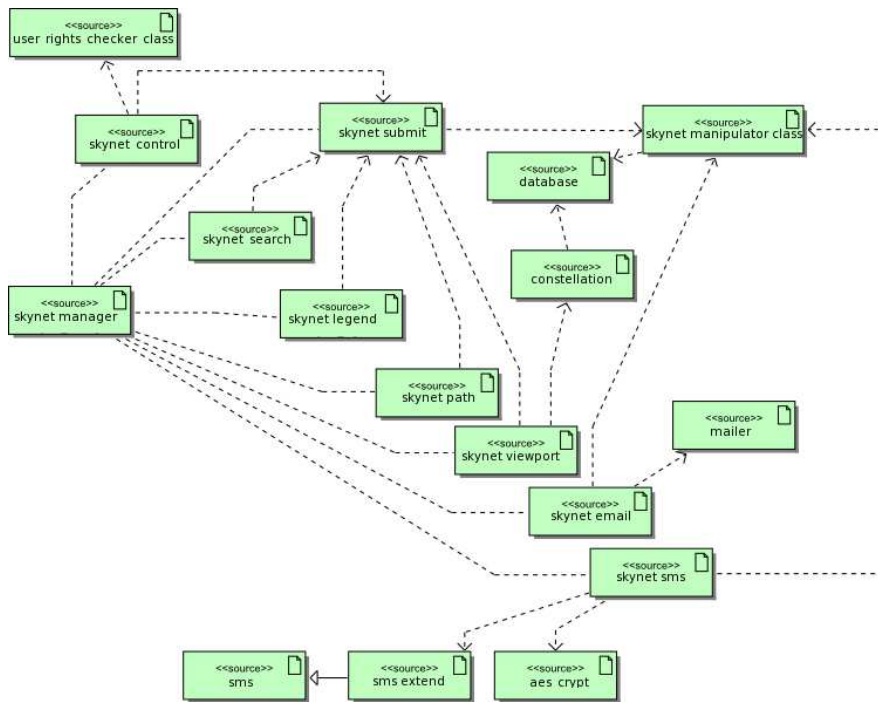 <<source>>
user rights checker class
<<source>>
skynet control
<<source>>
skynet submit
<<source>>
skynet manipulator class
<<source>>
database
<<source>>
skynet search
<<source>>
constellation
<<source>>
skynet manager
<<source>>
skynet legend
<<source>>
skynet path
<<source>>
mailer
<<source>>
skynet viewport
<<source>>
skynet email
<<source>>
skynet sms
<<source>>
sms
<<source>>
sms extend
<<source>>
aes crypt